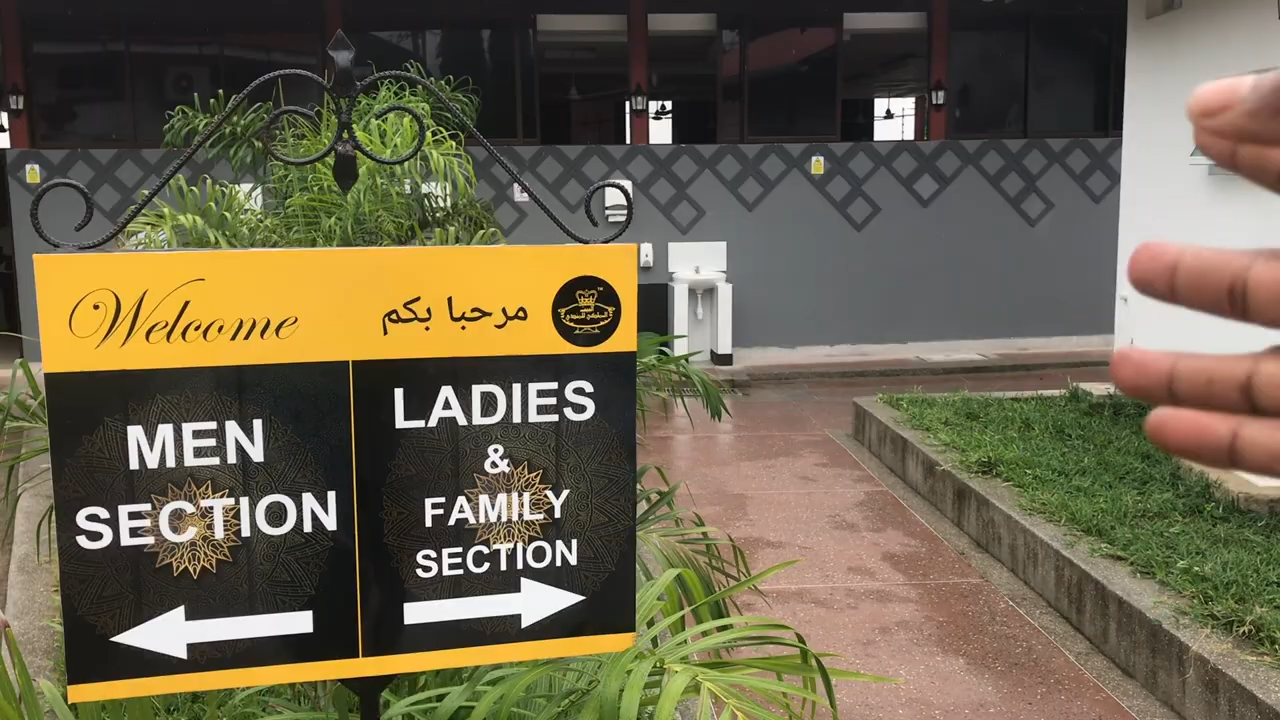 Welcome
مرحبا بكم
MEN
SECTION
LADIES
&
FAMILY
SECTION